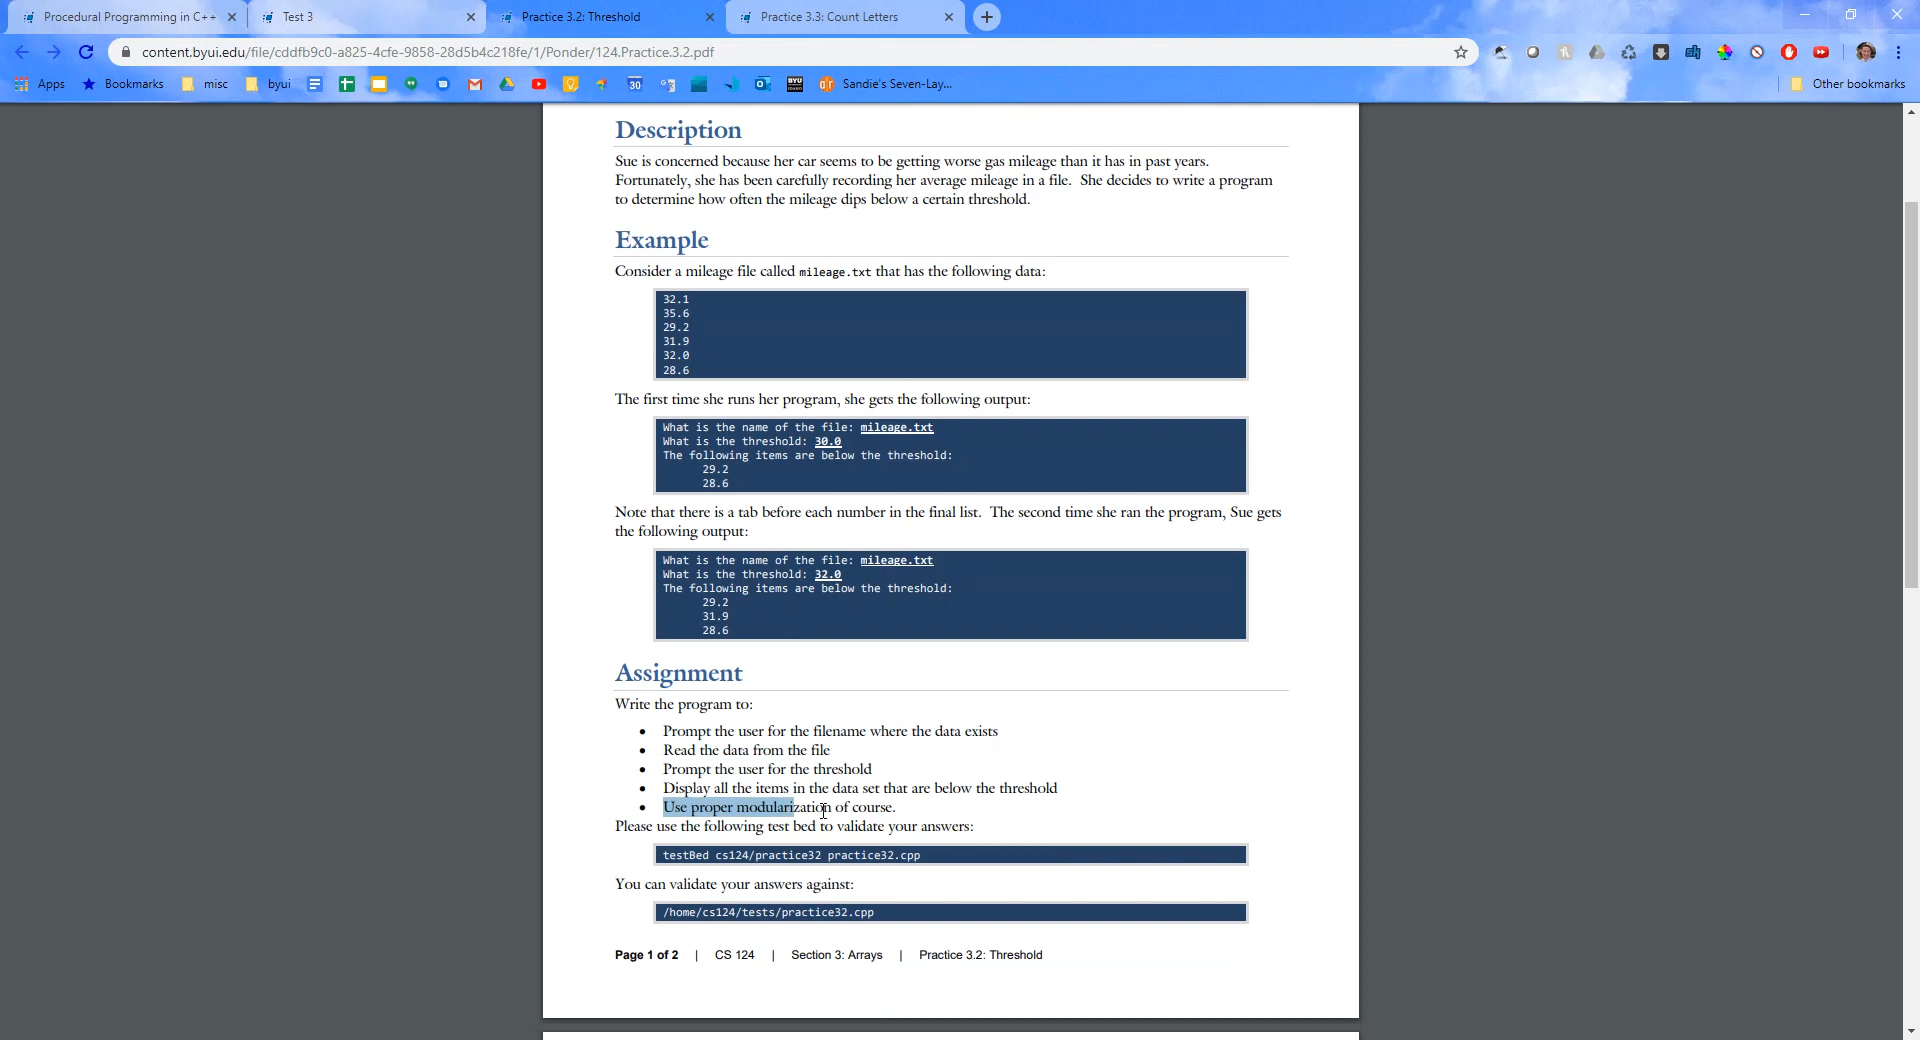 Procedural Programming in C++
Test 3
Practice 3.2: Threshold
Practice 3.3: Count Letters
content.byui.edu/file/cddfb9c0-a825-4cfe-9858-28d5b4c218fe/1/Ponder/124.Practice.3.2.pdf
Apps
Bookmarks
misc
byui
30
BYU
IDAHO
Sandie's Seven-Lay...
Other bookmarks
Description
Sue is concerned because her car seems to be getting worse gas mileage than it has in past years.
Fortunately, she has been carefully recording her average mileage in a file. She decides to write a program
to determine how often the mileage dips below a certain threshold.
Example
Consider a mileage file called mileage.txt that has the following data:
32.1
35.6
29.2
31.9
32.0
28.6
The first time she runs her program, she gets the following output:
What is the name of the file: mileage.txt
What is the threshold: 30.0
The following items are below the threshold:
29.2
28.6
Note that there is a tab before each number in the final list. The second time she ran the program, Sue gets
the following output:
What is the name of the file: mileage.txt
What is the threshold: 32.0
The following items are below the threshold:
29.2
31.9
28.6
Assignment
Write the program to:
• Prompt the user for the filename where the data exists
• Read the data from the file
• Prompt the user for the threshold
• Display all the items in the data set that are below the threshold
• Use proper modularization of course.
Please use the following test bed to validate your answers:
testBed cs124/practice32 practice32.cpp
You can validate your answers against:
/home/cs124/tests/practice32.cpp
Page 1 of 2 | CS 124 | Section 3: Arrays | Practice 3.2: Threshold